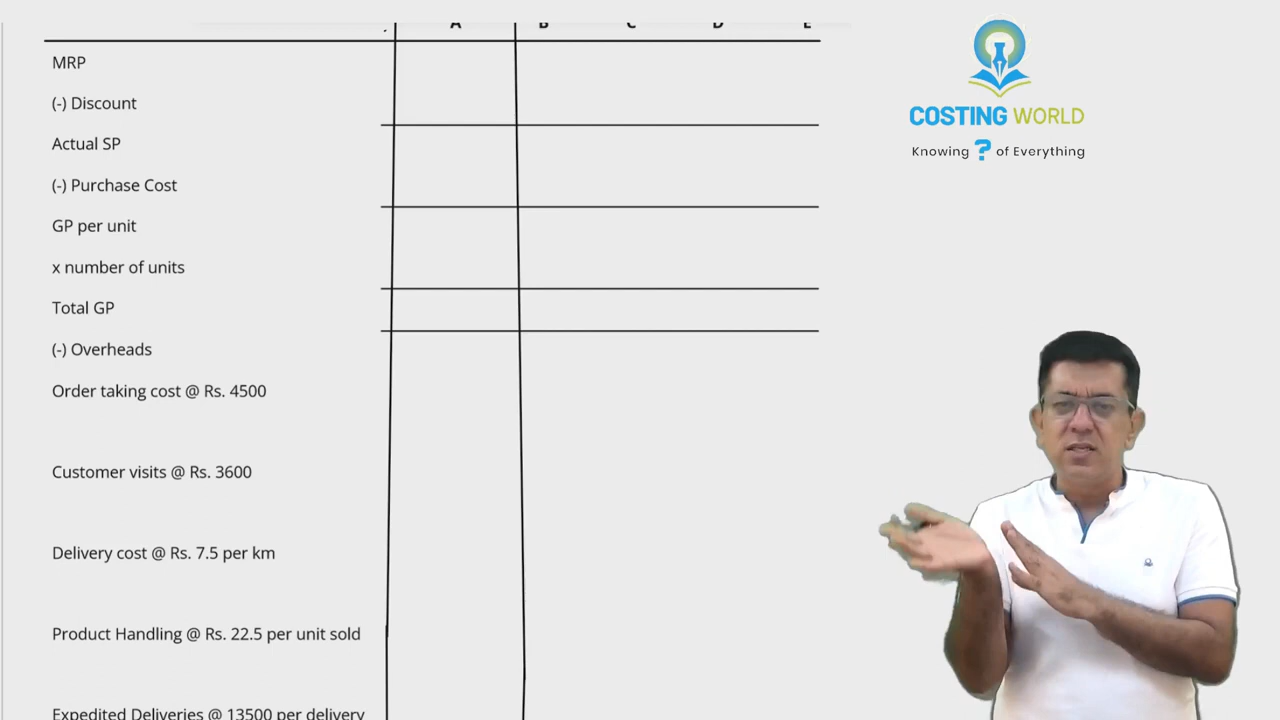 A B C D E
MRP
(-) Discount
Actual SP
(-) Purchase Cost
GP per unit
x number of units
Total GP
(-) Overheads
Order taking cost @ Rs. 4500
Customer visits @ Rs. 3600
Delivery cost @ Rs. 7.5 per km
Product Handling @ Rs. 22.5 per unit sold
Expedited Deliveries @ 13500 per delivery
COSTING WORLD
Knowing ? of Everything